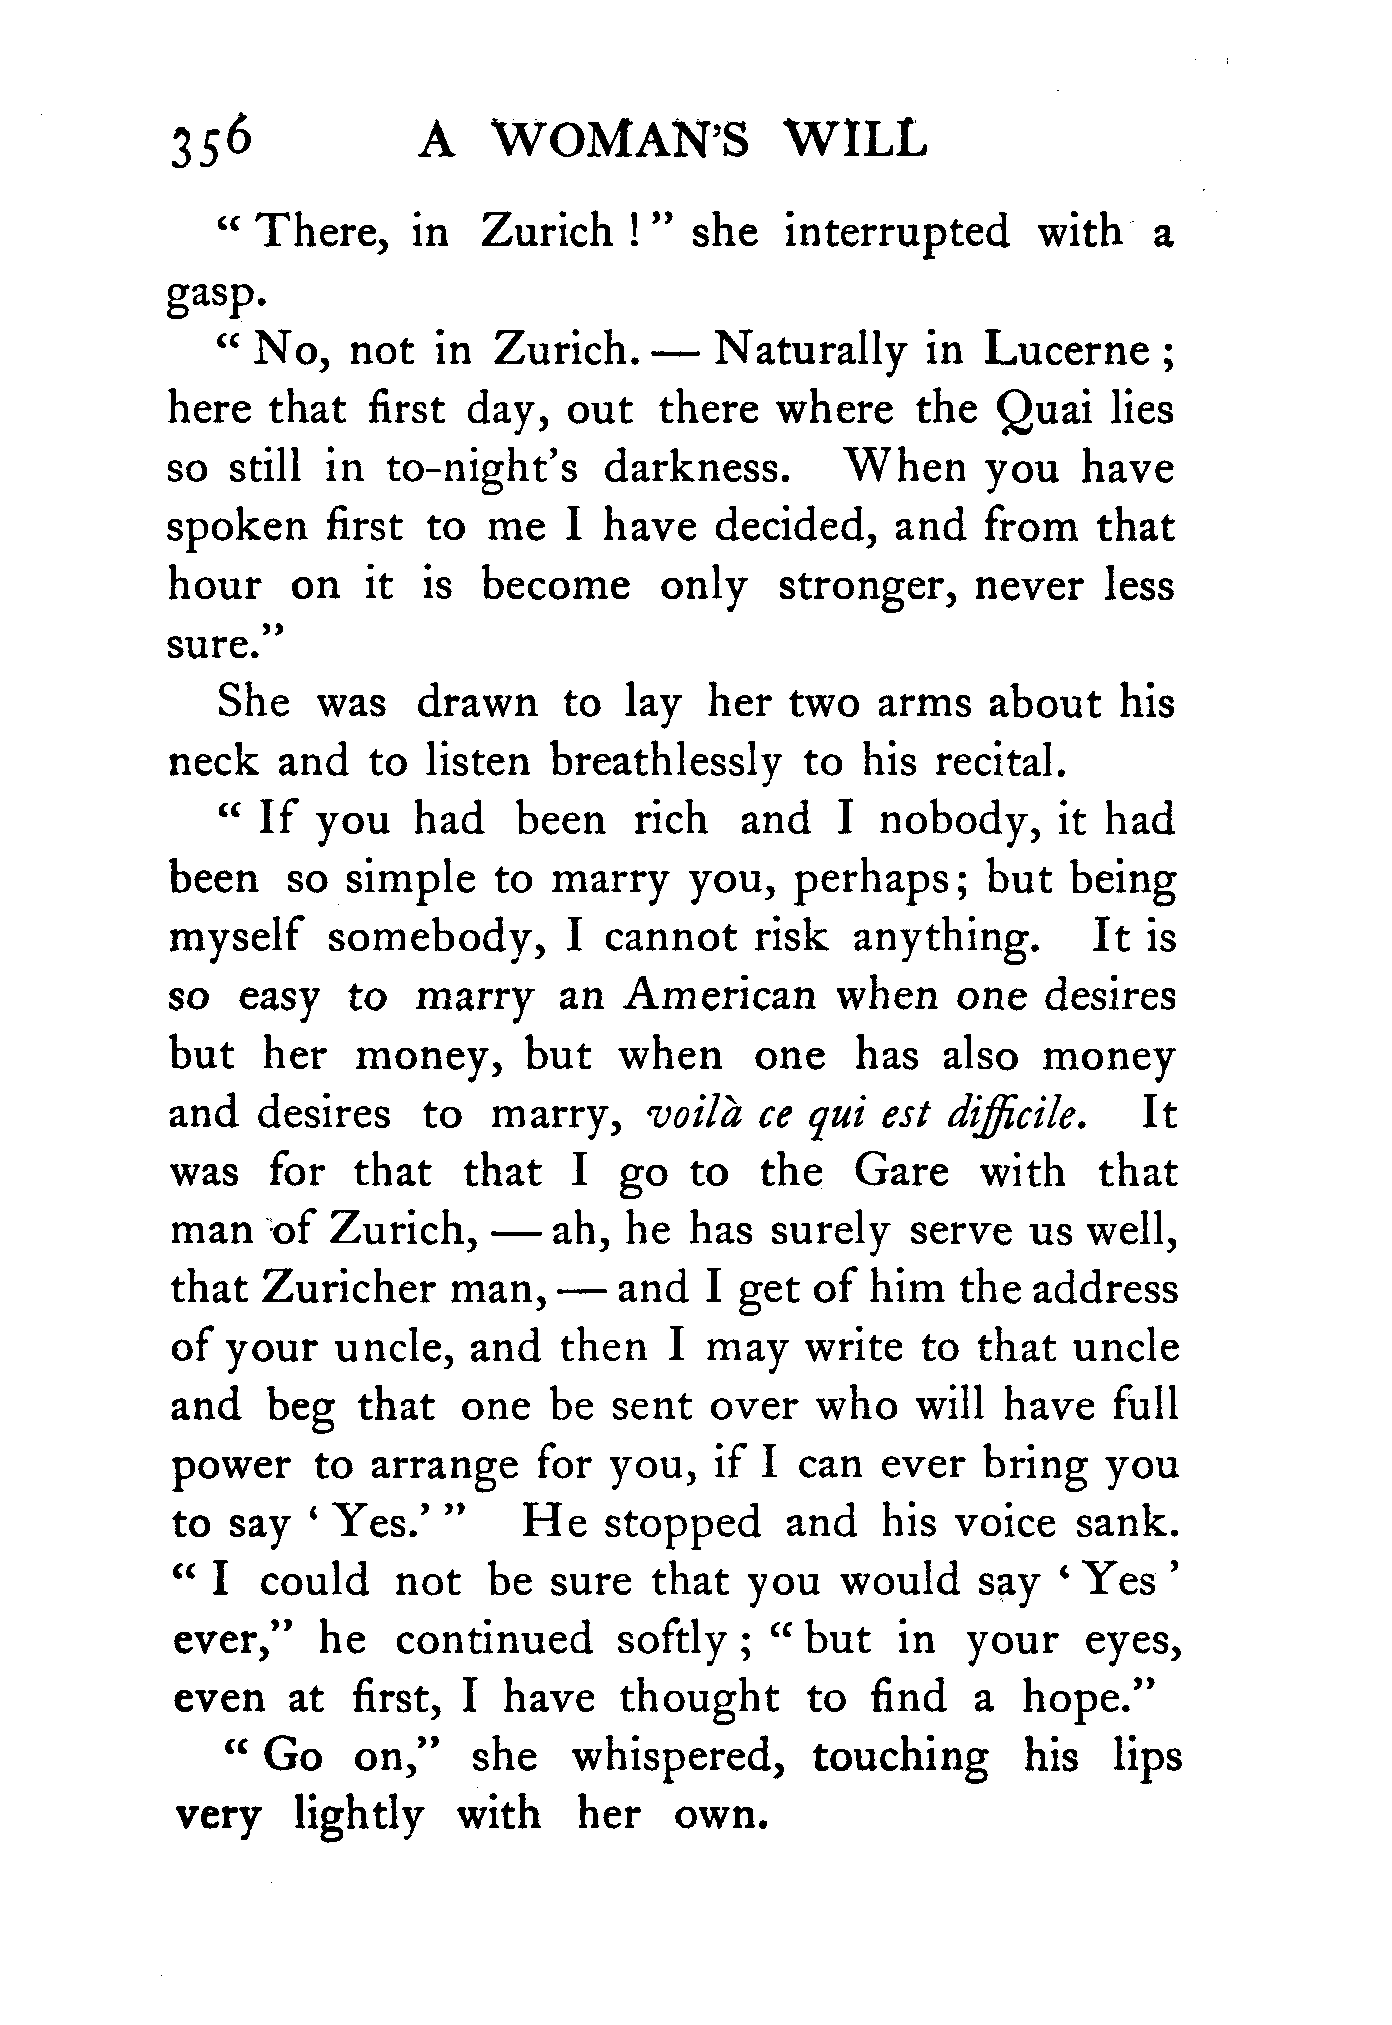 356 A WOMAN'S WILL
“ There, in Zurich ! ” she interrupted with a
gasp.
“ No, not in Zurich. — Naturally in Lucerne ;
here that first day, out there where the Quai lies
so still in to-night's darkness. When you have
spoken first to me I have decided, and from that
hour on it is become only stronger, never less
sure.”
She was drawn to lay her two arms about his
neck and to listen breathlessly to his recital.
“ If you had been rich and I nobody, it had
been so simple to marry you, perhaps ; but being
myself somebody, I cannot risk anything. It is
so easy to marry an American when one desires
but her money, but when one has also money
and desires to marry, voilà ce qui est difficile. It
was for that that I go to the Gare with that
man of Zurich, — ah, he has surely serve us well,
that Zuricher man, — and I get of him the address
of your uncle, and then I may write to that uncle
and beg that one be sent over who will have full
power to arrange for you, if I can ever bring you
to say ‘ Yes.’ ” He stopped and his voice sank.
“ I could not be sure that you would say ‘ Yes ’
ever,” he continued softly ; “ but in your eyes,
even at first, I have thought to find a hope.”
“ Go on,” she whispered, touching his lips
very lightly with her own.